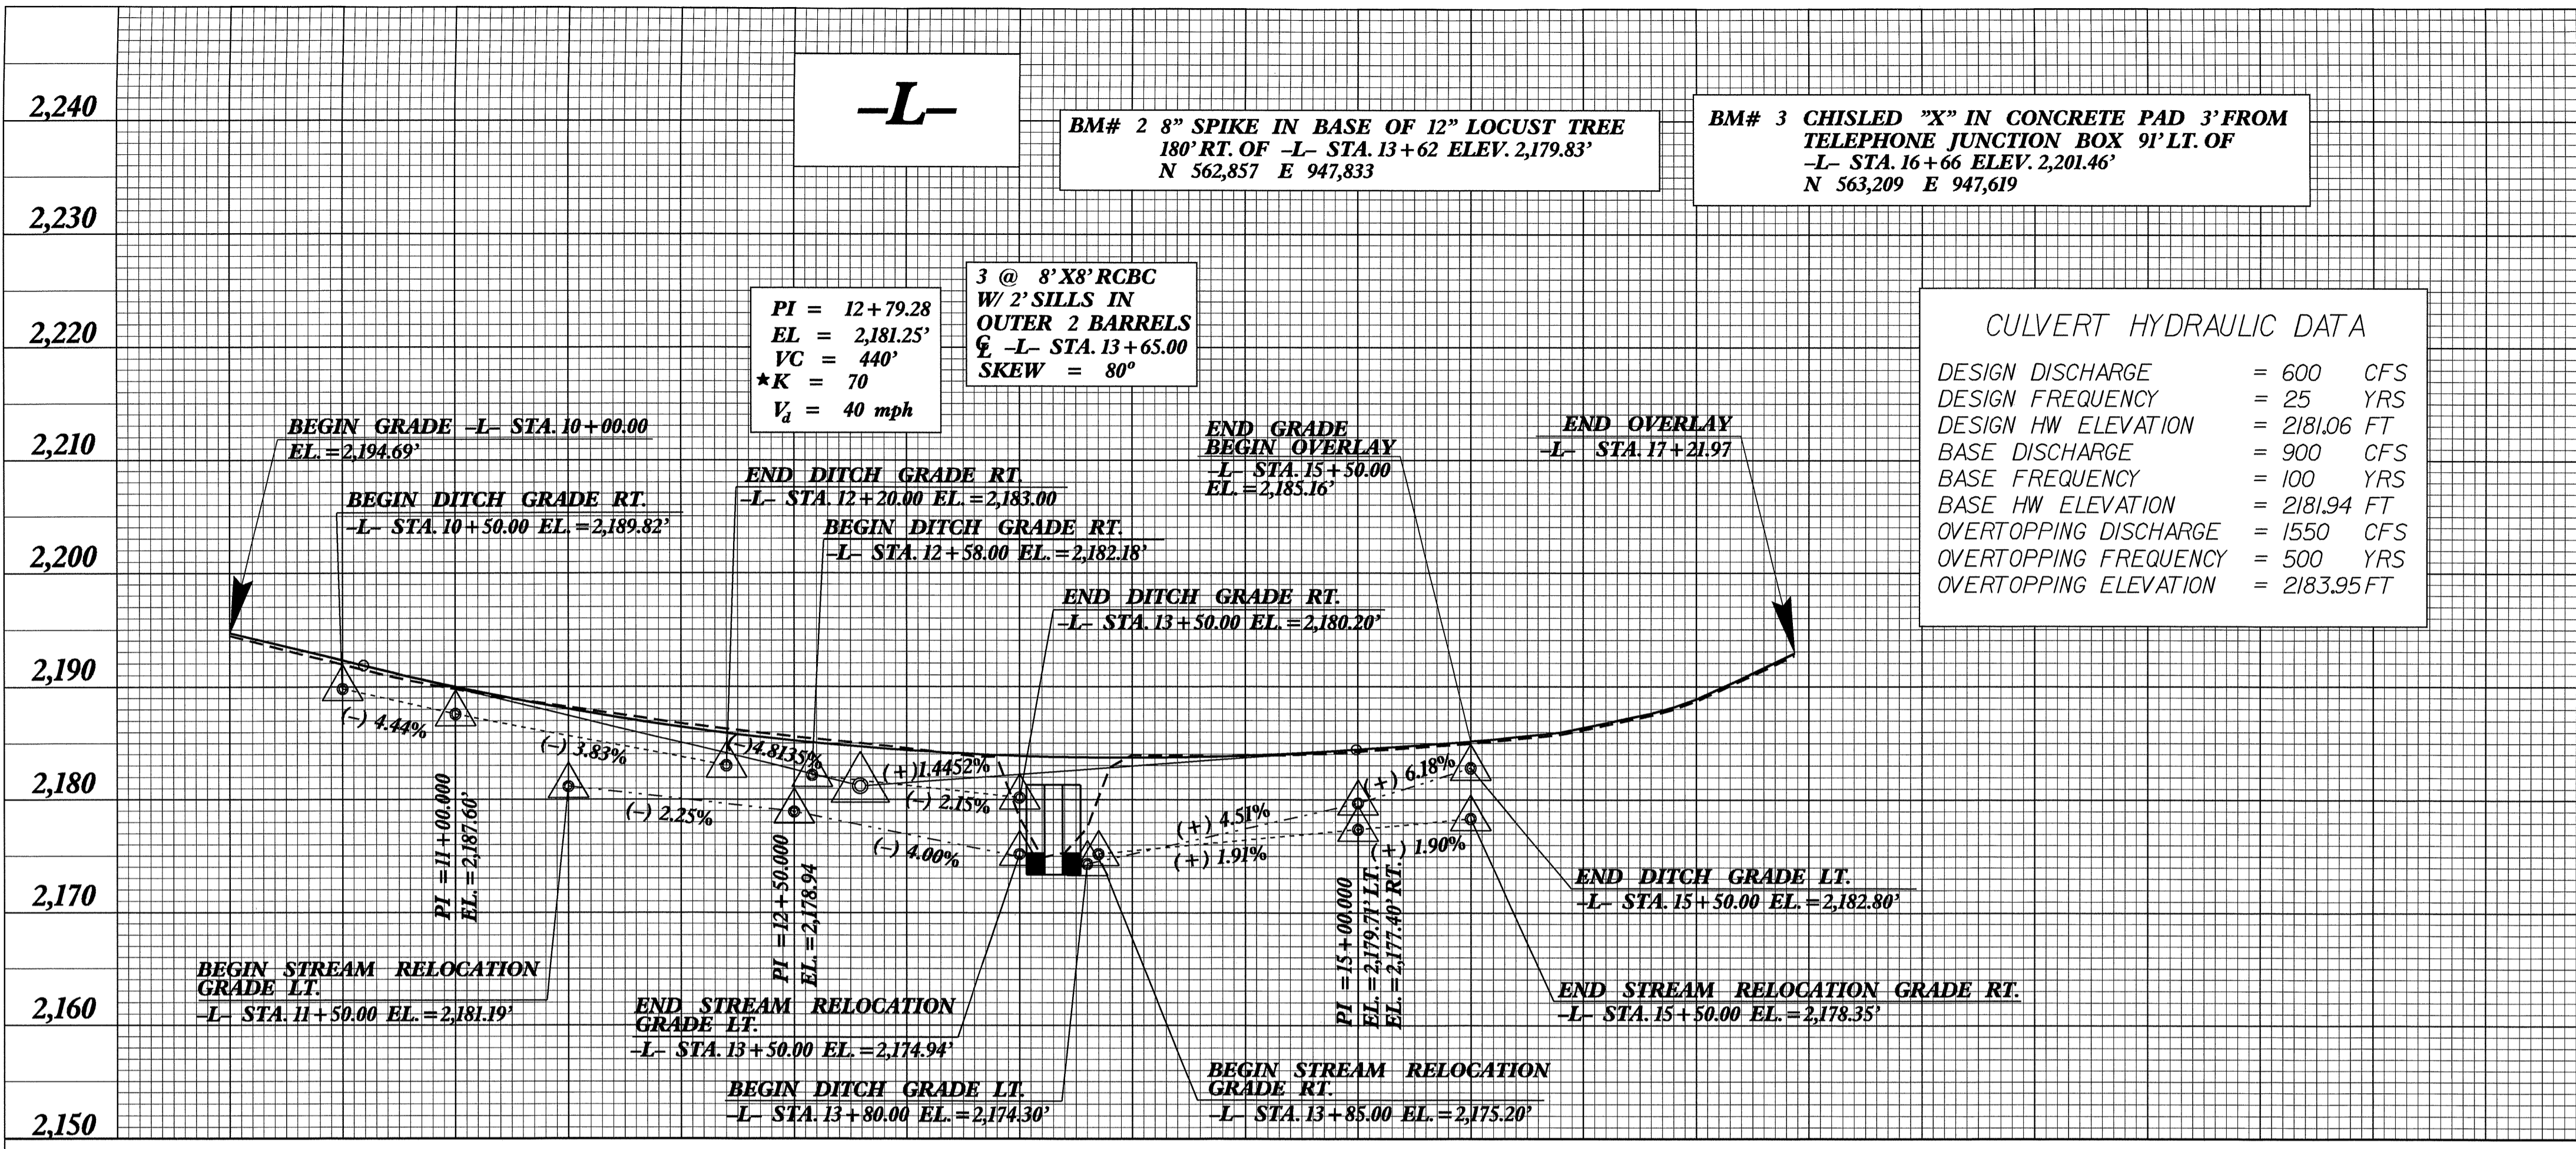 2,240
2,230
2,220
2,210
2,200
2,190
2,180
2,170
2,160
2,150
–L–
BM# 2 8" SPIKE IN BASE OF 12" LOCUST TREE
180' RT. OF –L– STA. 13+62 ELEV. 2,179.83'
N 562,857 E 947,833
BM# 3 CHISLED "X" IN CONCRETE PAD 3' FROM
TELEPHONE JUNCTION BOX 91' LT. OF
–L– STA. 16+66 ELEV. 2,201.46'
N 563,209 E 947,619
PI = 12+79.28
EL = 2,181.25'
VC = 440'
★K = 70
Vd = 40 mph
3 @ 8'X8' RCBC
W/ 2' SILLS IN
OUTER 2 BARRELS
℄ –L– STA. 13+65.00
SKEW = 80°
CULVERT HYDRAULIC DATA
DESIGN DISCHARGE = 600 CFS
DESIGN FREQUENCY = 25 YRS
DESIGN HW ELEVATION = 2181.06 FT
BASE DISCHARGE = 900 CFS
BASE FREQUENCY = 100 YRS
BASE HW ELEVATION = 2181.94 FT
OVERTOPPING DISCHARGE = 1550 CFS
OVERTOPPING FREQUENCY = 500 YRS
OVERTOPPING ELEVATION = 2183.95 FT
BEGIN GRADE –L– STA. 10+00.00
EL. = 2,194.69'
BEGIN DITCH GRADE RT.
–L– STA. 10+50.00 EL. = 2,189.82'
END DITCH GRADE RT.
–L– STA. 12+20.00 EL. = 2,183.00
BEGIN DITCH GRADE RT.
–L– STA. 12+58.00 EL. = 2,182.18'
END DITCH GRADE RT.
–L– STA. 13+50.00 EL. = 2,180.20'
END GRADE
BEGIN OVERLAY
–L– STA. 15+50.00
EL. = 2,185.16'
END OVERLAY
–L– STA. 17+21.97
(–) 4.44%
(–) 3.83%
(–)4.8135%
(+)1.4452%
(–) 2.15%
(–) 2.25%
(–) 4.00%
(+) 4.51%
(+) 1.91%
(+) 6.18%
(+) 1.90%
PI = 11+00.000
EL. = 2,187.60'
PI = 12+50.000
EL. = 2,178.94
PI = 15+00.000
EL. = 2,179.71' LT.
EL. = 2,177.40' RT.
END DITCH GRADE LT.
–L– STA. 15+50.00 EL. = 2,182.80'
END STREAM RELOCATION GRADE RT.
–L– STA. 15+50.00 EL. = 2,178.35'
BEGIN STREAM RELOCATION
GRADE LT.
–L– STA. 11+50.00 EL. = 2,181.19'
END STREAM RELOCATION
GRADE LT.
–L– STA. 13+50.00 EL. = 2,174.94'
BEGIN DITCH GRADE LT.
–L– STA. 13+80.00 EL. = 2,174.30'
BEGIN STREAM RELOCATION
GRADE RT.
–L– STA. 13+85.00 EL. = 2,175.20'